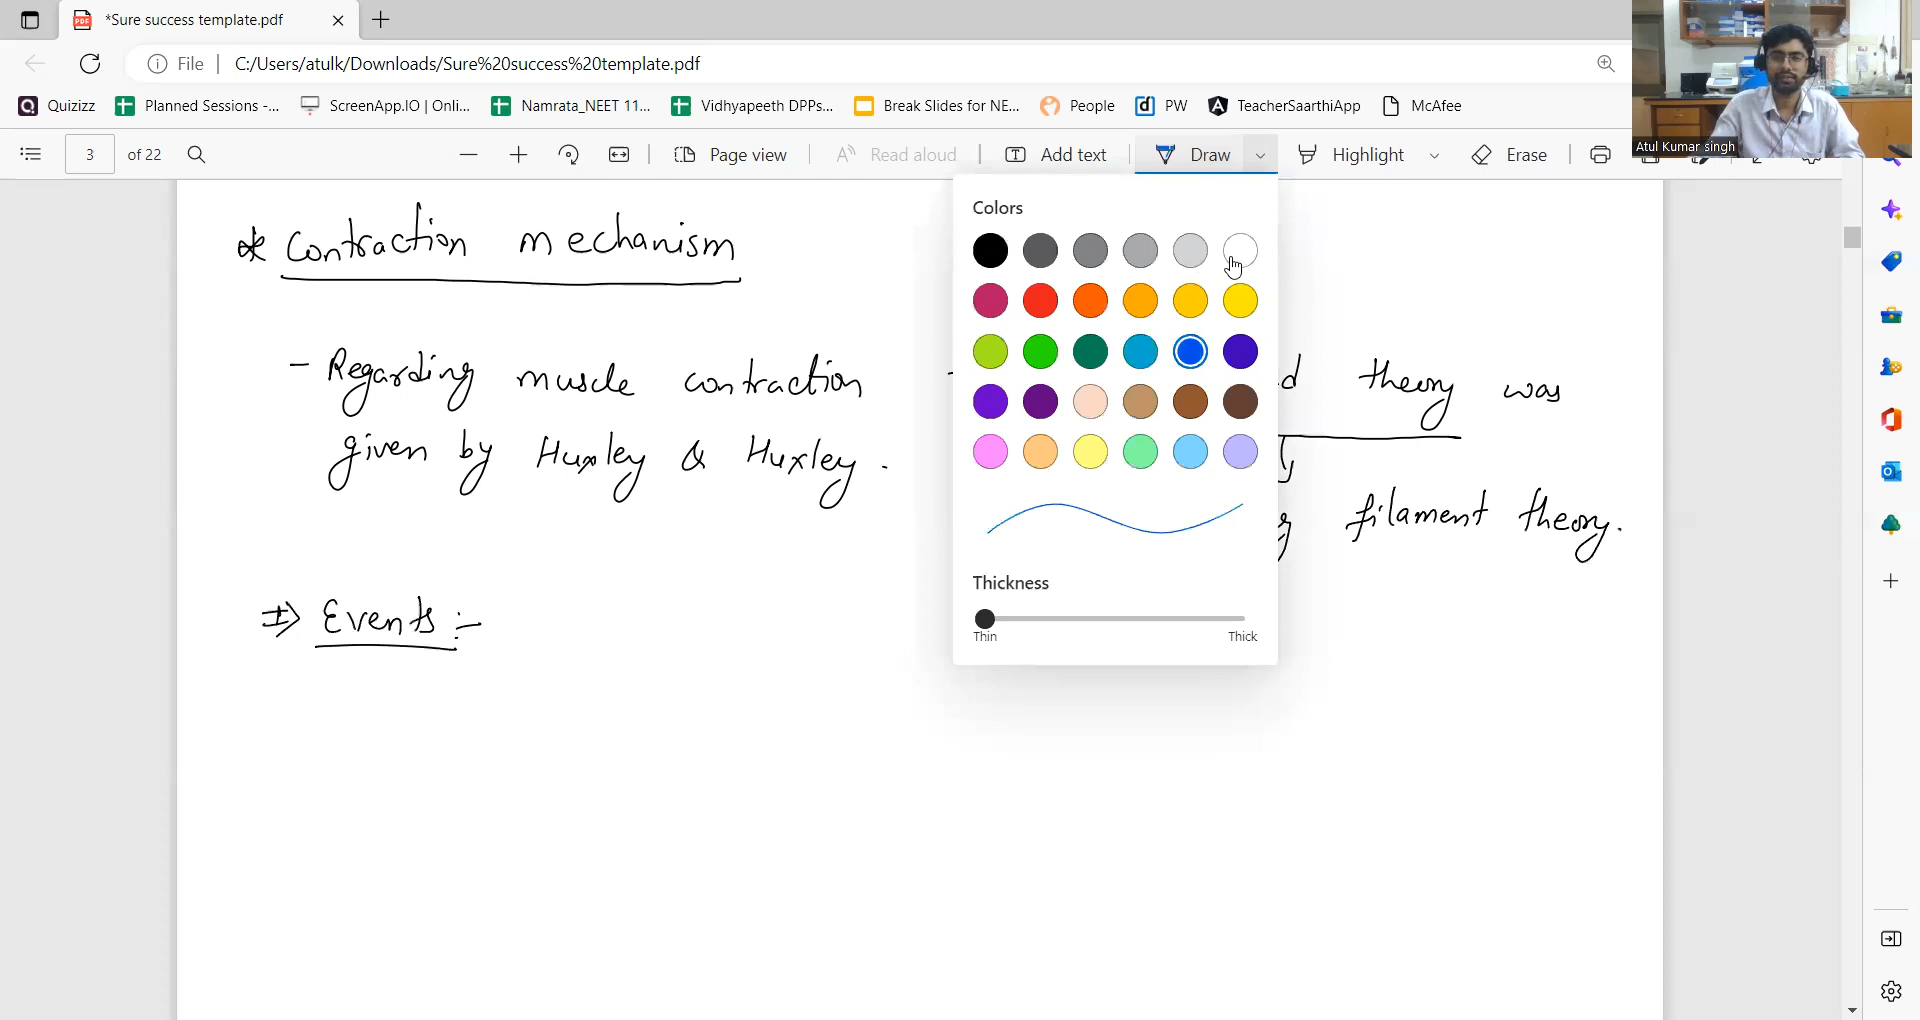 *Sure success template.pdf
File | C:/Users/atulk/Downloads/Sure%20success%20template.pdf
Quizizz Planned Sessions -... ScreenApp.IO | Onli... Namrata_NEET 11... Vidhyapeeth DPPs... Break Slides for NE... People PW TeacherSaarthiApp McAfee
3 of 22 Page view Read aloud Add text Draw Highlight Erase
Atul Kumar singh
Colors
Thickness
Thin Thick
* Contraction mechanism
- Regarding muscle contraction theory was
given by Huxley & Huxley .
filament theory.
⇒ Events :-